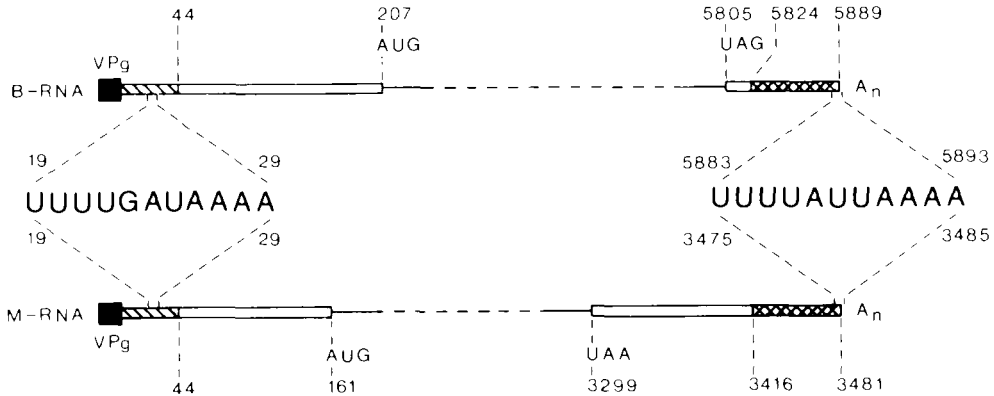 44 207 5805 5824 5889
AUG UAG
VPg
B-RNA An
19 29 5883 5893
UUUUGAUAAAA UUUUAUUAAAA
19 29 3475 3485
M-RNA An
VPg
AUG UAA
44 161 3299 3416 3481